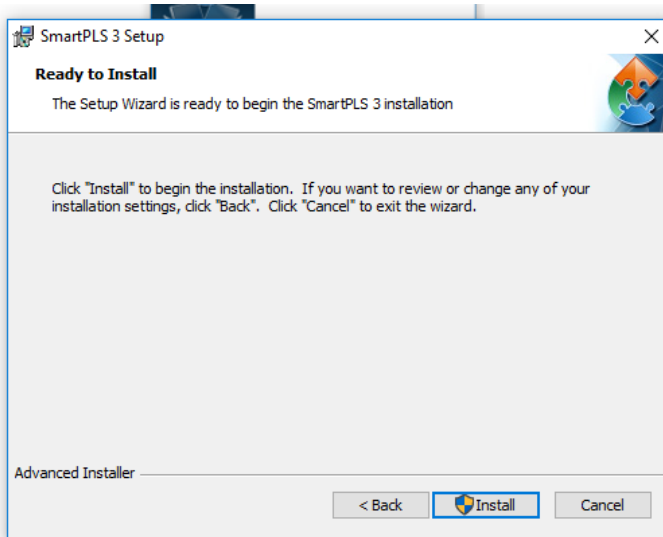 SmartPLS 3 Setup
Ready to Install
The Setup Wizard is ready to begin the SmartPLS 3 installation
Click "Install" to begin the installation. If you want to review or change any of your
installation settings, click "Back". Click "Cancel" to exit the wizard.
Advanced Installer
< Back Install Cancel